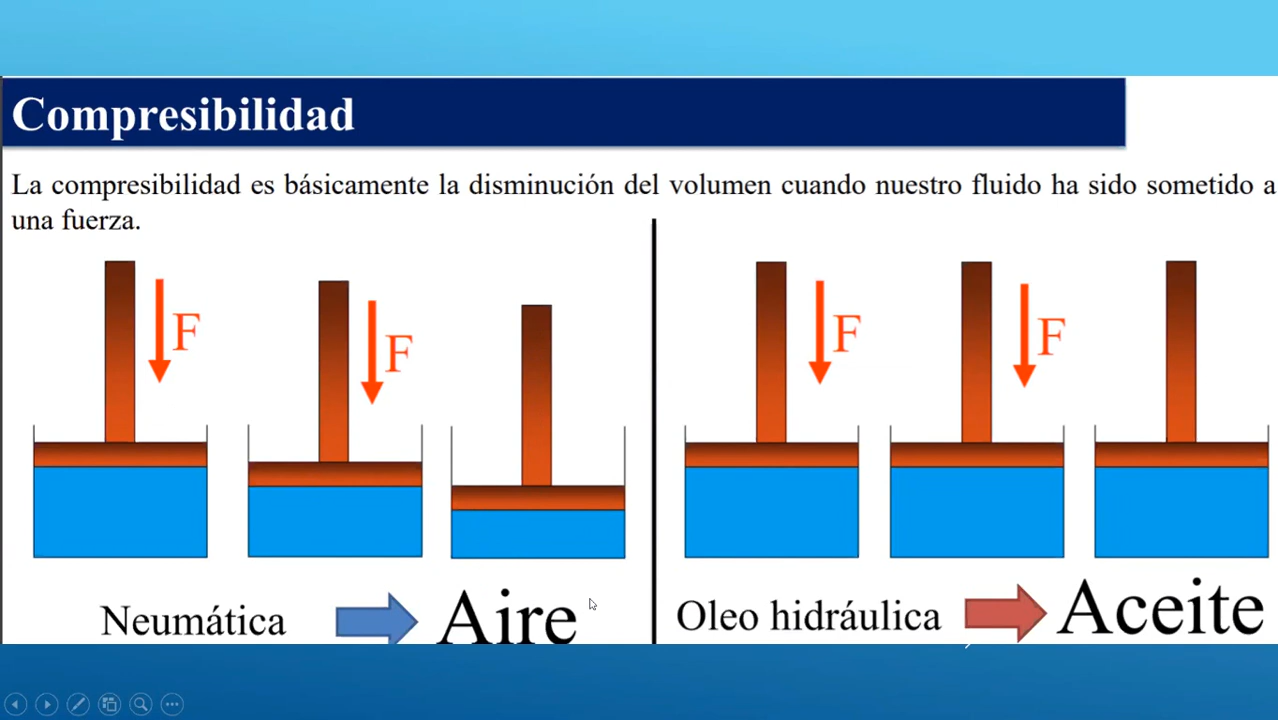 Compresibilidad
La compresibilidad es básicamente la disminución del volumen cuando nuestro fluido ha sido sometido a
una fuerza.
F
F
F
F
Neumática
Aire
Oleo hidráulica
Aceite